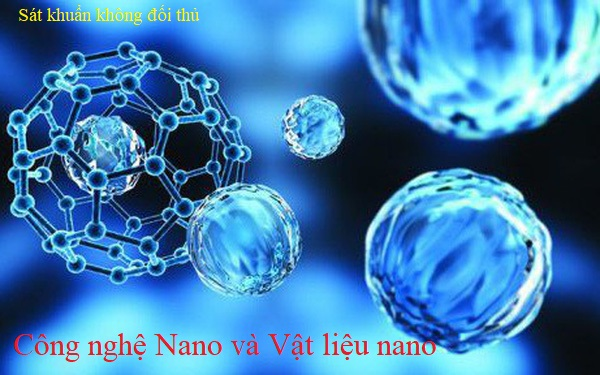 Sát khuẩn không đối thủ
Công nghệ Nano và Vật liệu nano